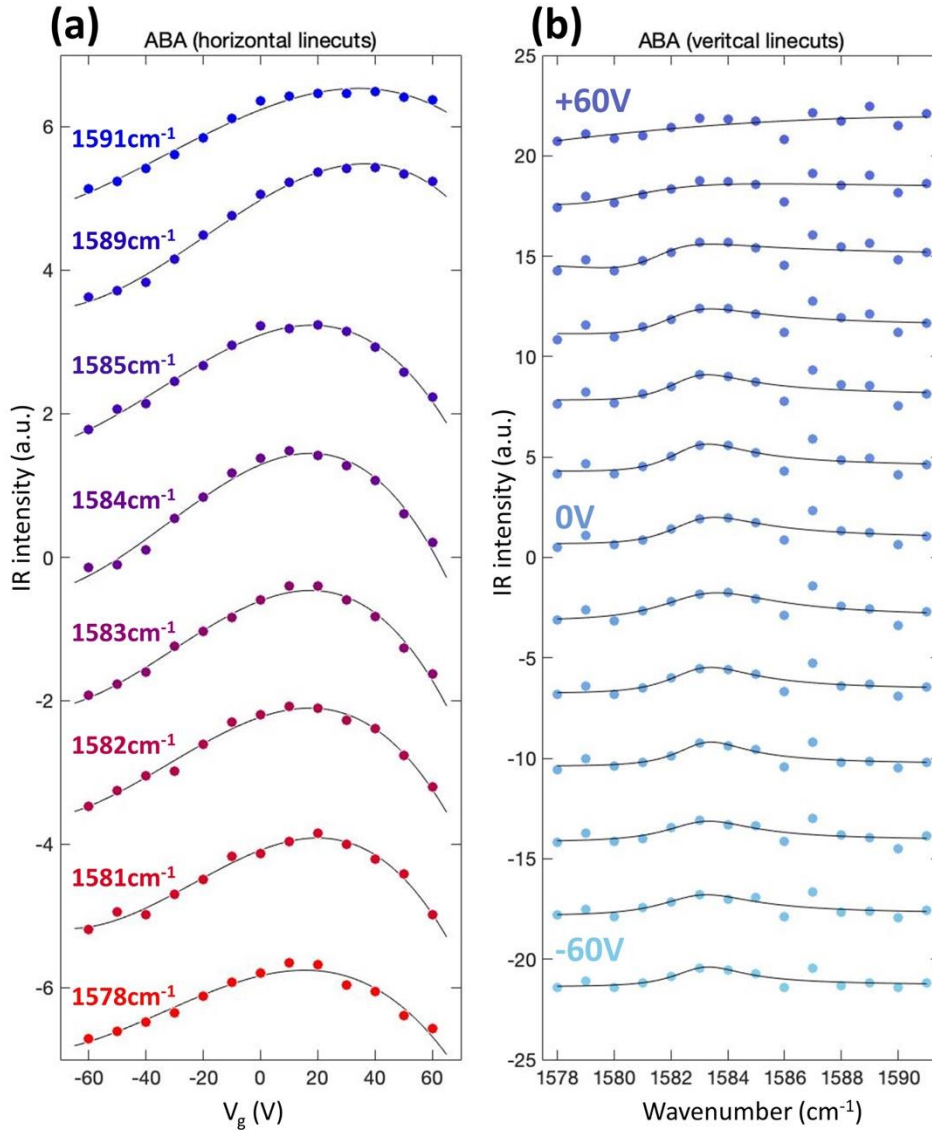 (a)
ABA (horizontal linecuts)
1591cm⁻¹
1589cm⁻¹
1585cm⁻¹
1584cm⁻¹
1583cm⁻¹
1582cm⁻¹
1581cm⁻¹
1578cm⁻¹
6
4
2
0
-2
-4
-6
IR intensity (a.u.)
-60 -40 -20 0 20 40 60
V_g (V)
(b)
ABA (veritcal linecuts)
+60V
0V
-60V
25
20
15
10
5
0
-5
-10
-15
-20
-25
IR intensity (a.u.)
1578 1580 1582 1584 1586 1588 1590
Wavenumber (cm⁻¹)